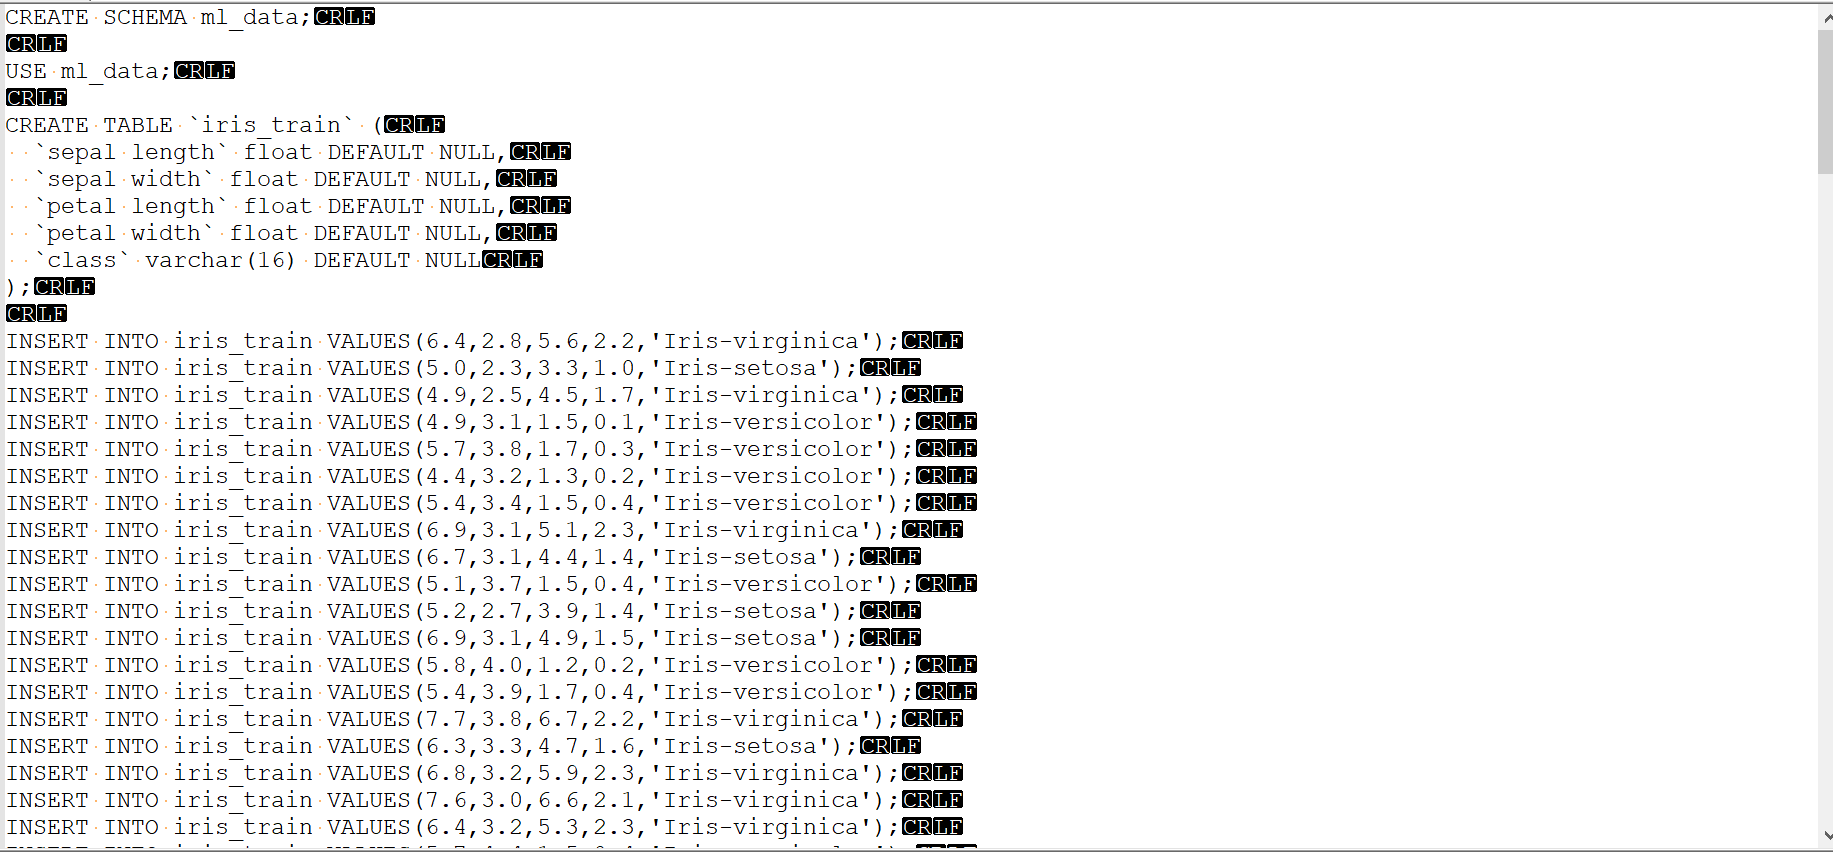 CREATE SCHEMA ml_data;CRLF
CRLF
USE ml_data;CRLF
CRLF
CREATE TABLE `iris_train` (CRLF
  `sepal length` float DEFAULT NULL,CRLF
  `sepal width` float DEFAULT NULL,CRLF
  `petal length` float DEFAULT NULL,CRLF
  `petal width` float DEFAULT NULL,CRLF
  `class` varchar(16) DEFAULT NULLCRLF
);CRLF
CRLF
INSERT INTO iris_train VALUES(6.4,2.8,5.6,2.2,'Iris-virginica');CRLF
INSERT INTO iris_train VALUES(5.0,2.3,3.3,1.0,'Iris-setosa');CRLF
INSERT INTO iris_train VALUES(4.9,2.5,4.5,1.7,'Iris-virginica');CRLF
INSERT INTO iris_train VALUES(4.9,3.1,1.5,0.1,'Iris-versicolor');CRLF
INSERT INTO iris_train VALUES(5.7,3.8,1.7,0.3,'Iris-versicolor');CRLF
INSERT INTO iris_train VALUES(4.4,3.2,1.3,0.2,'Iris-versicolor');CRLF
INSERT INTO iris_train VALUES(5.4,3.4,1.5,0.4,'Iris-versicolor');CRLF
INSERT INTO iris_train VALUES(6.9,3.1,5.1,2.3,'Iris-virginica');CRLF
INSERT INTO iris_train VALUES(6.7,3.1,4.4,1.4,'Iris-setosa');CRLF
INSERT INTO iris_train VALUES(5.1,3.7,1.5,0.4,'Iris-versicolor');CRLF
INSERT INTO iris_train VALUES(5.2,2.7,3.9,1.4,'Iris-setosa');CRLF
INSERT INTO iris_train VALUES(6.9,3.1,4.9,1.5,'Iris-setosa');CRLF
INSERT INTO iris_train VALUES(5.8,4.0,1.2,0.2,'Iris-versicolor');CRLF
INSERT INTO iris_train VALUES(5.4,3.9,1.7,0.4,'Iris-versicolor');CRLF
INSERT INTO iris_train VALUES(7.7,3.8,6.7,2.2,'Iris-virginica');CRLF
INSERT INTO iris_train VALUES(6.3,3.3,4.7,1.6,'Iris-setosa');CRLF
INSERT INTO iris_train VALUES(6.8,3.2,5.9,2.3,'Iris-virginica');CRLF
INSERT INTO iris_train VALUES(7.6,3.0,6.6,2.1,'Iris-virginica');CRLF
INSERT INTO iris_train VALUES(6.4,3.2,5.3,2.3,'Iris-virginica');CRLF